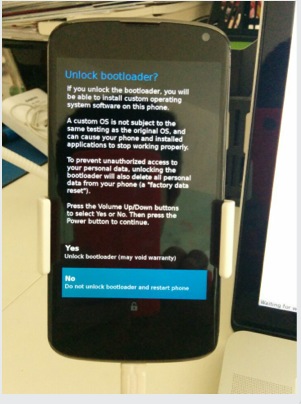 Unlock bootloader?
If you unlock the bootloader, you will
be able to install custom operating
system software on this phone.
A custom OS is not subject to the
same testing as the original OS, and
can cause your phone and installed
applications to stop working properly.
To prevent unauthorized access to
your personal data, unlocking the
bootloader will also delete all personal
data from your phone (a "factory data
reset").
Press the Volume Up/Down buttons
to select Yes or No. Then press the
Power button to continue.
Yes
Unlock bootloader (may void warranty)
No
Do not unlock bootloader and restart phone
Waiting for